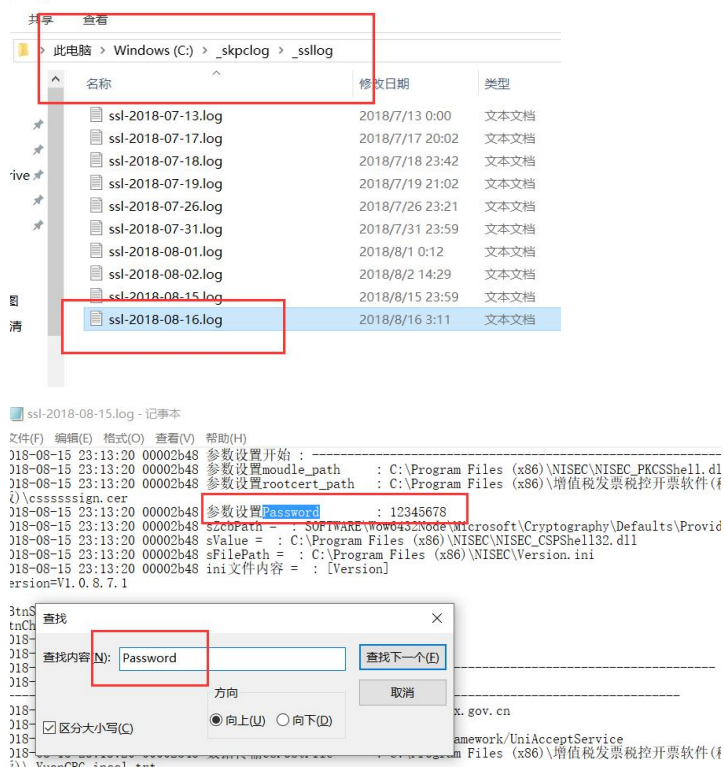 共享 查看
此电脑 > Windows (C:) > _skpclog > _ssllog
名称 修改日期 类型
ssl-2018-07-13.log 2018/7/13 0:00 文本文档
ssl-2018-07-17.log 2018/7/17 20:02 文本文档
ssl-2018-07-18.log 2018/7/18 23:42 文本文档
rive ssl-2018-07-19.log 2018/7/19 21:02 文本文档
ssl-2018-07-26.log 2018/7/26 23:21 文本文档
ssl-2018-07-31.log 2018/7/31 23:59 文本文档
ssl-2018-08-01.log 2018/8/1 0:12 文本文档
ssl-2018-08-02.log 2018/8/2 14:29 文本文档
图 ssl-2018-08-15.log 2018/8/15 23:59 文本文档
清 ssl-2018-08-16.log 2018/8/16 3:11 文本文档
ssl-2018-08-15.log - 记事本
文件(F) 编辑(E) 格式(O) 查看(V) 帮助(H)
018-08-15 23:13:20 00002b48 参数设置开始 : ------------------------------------------------------------
018-08-15 23:13:20 00002b48 参数设置moudle_path : C:\Program Files (x86)\NISEC\NISEC_PKCSShell.dl
018-08-15 23:13:20 00002b48 参数设置rootcert_path : C:\Program Files (x86)\增值税发票税控开票软件(税
)\csssssssign.cer
018-08-15 23:13:20 00002b48 参数设置Password : 12345678
018-08-15 23:13:20 00002b48 sZcbPath = : SOFTWARE\Wow6432Node\Microsoft\Cryptography\Defaults\Provid
018-08-15 23:13:20 00002b48 sValue = : C:\Program Files (x86)\NISEC\NISEC_CSPShell32.dll
018-08-15 23:13:20 00002b48 sFilePath = : C:\Program Files (x86)\NISEC\Version.ini
018-08-15 23:13:20 00002b48 ini文件内容 = : [Version]
ersion=V1.0.8.7.1
查找
查找内容(N): Password 查找下一个(F)
方向 取消
区分大小写(C) 向上(U) 向下(D)
x.gov.cn
amework/UniAcceptService
m Files (x86)\增值税发票税控开票软件(税